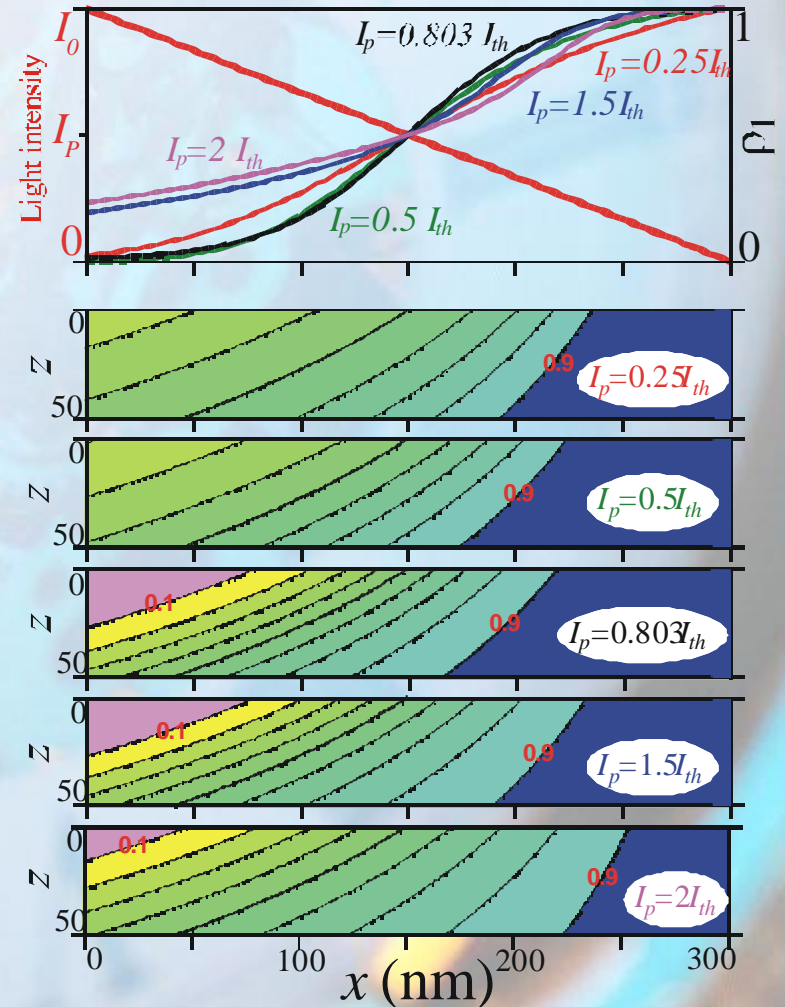 I0
Ip=0.803 Ith
1
Light intensity
Ip=0.25Ith
IP
Ip=1.5Ith
ρ1
Ip=2 Ith
Ip=0.5 Ith
0
0
0
z
0.9
Ip=0.25Ith
50
0
z
0.9
Ip=0.5Ith
50
0
z
0.1
0.9
Ip=0.803Ith
50
0
z
0.1
0.9
Ip=1.5Ith
50
0
z
0.1
0.9
Ip=2Ith
50
0
100
200
300
x (nm)